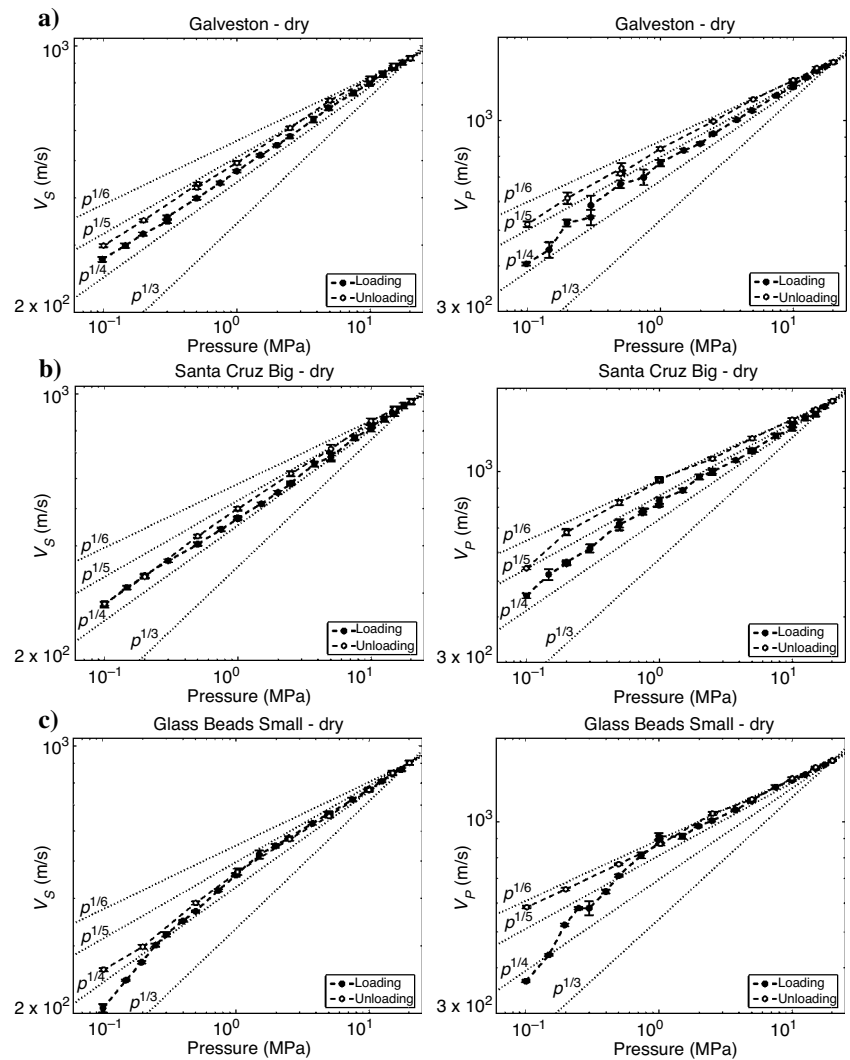 a)
Galveston - dry
10³
V_S (m/s)
p^{1/6}
p^{1/5}
p^{1/4}
p^{1/3}
Loading
Unloading
2 x 10²
10⁻¹ 10⁰ 10¹
Pressure (MPa)
Galveston - dry
10³
V_P (m/s)
p^{1/6}
p^{1/5}
p^{1/4}
p^{1/3}
Loading
Unloading
3 x 10²
10⁻¹ 10⁰ 10¹
Pressure (MPa)
b)
Santa Cruz Big - dry
10³
V_S (m/s)
p^{1/6}
p^{1/5}
p^{1/4}
p^{1/3}
Loading
Unloading
2 x 10²
10⁻¹ 10⁰ 10¹
Pressure (MPa)
Santa Cruz Big - dry
10³
V_P (m/s)
p^{1/6}
p^{1/5}
p^{1/4}
p^{1/3}
Loading
Unloading
3 x 10²
10⁻¹ 10⁰ 10¹
Pressure (MPa)
c)
Glass Beads Small - dry
10³
V_S (m/s)
p^{1/6}
p^{1/5}
p^{1/4}
p^{1/3}
Loading
Unloading
2 x 10²
10⁻¹ 10⁰ 10¹
Pressure (MPa)
Glass Beads Small - dry
10³
V_P (m/s)
p^{1/6}
p^{1/5}
p^{1/4}
p^{1/3}
Loading
Unloading
3 x 10²
10⁻¹ 10⁰ 10¹
Pressure (MPa)